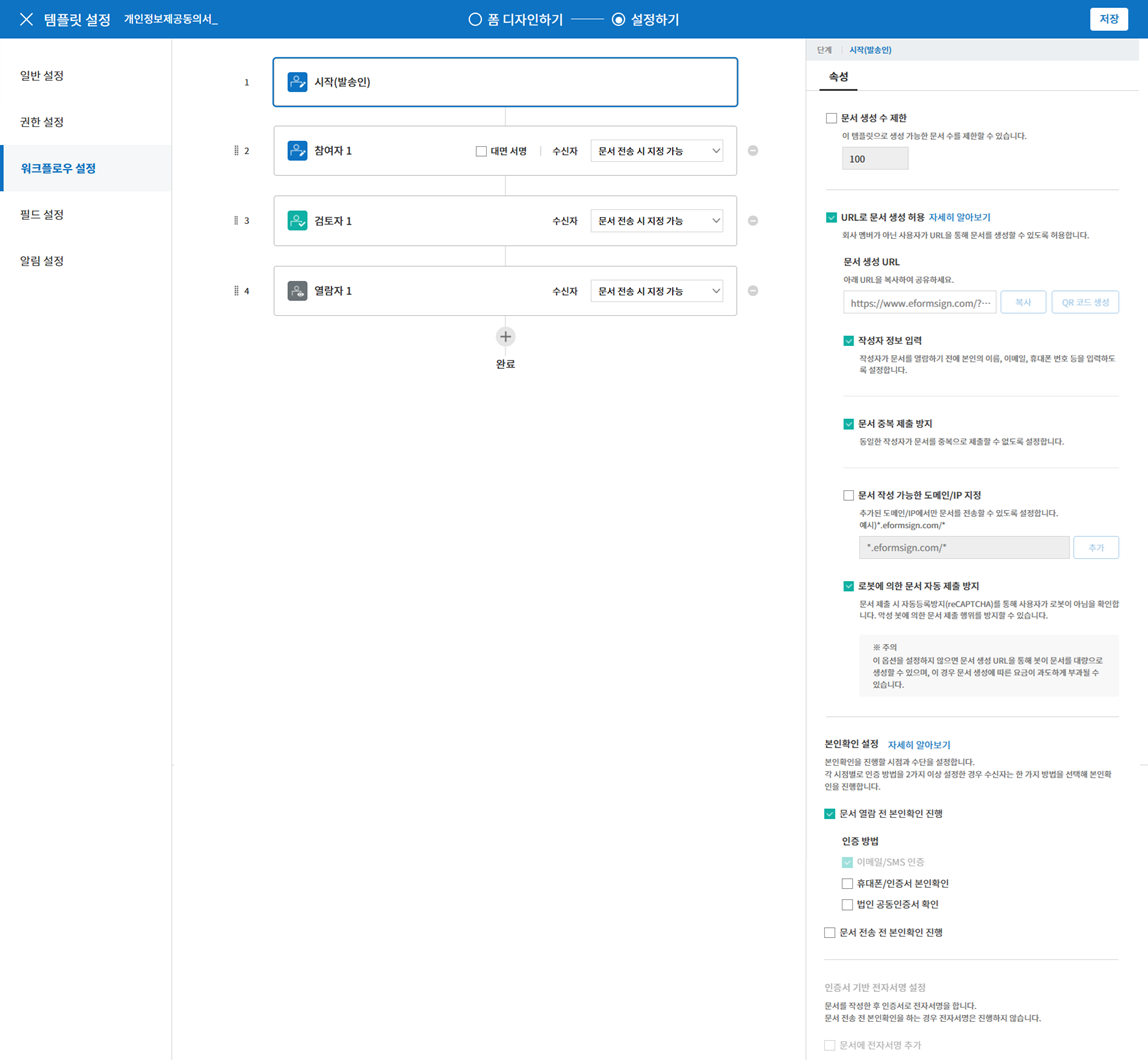 템플릿 설정 개인정보제공동의서_ 폼 디자인하기 설정하기 저장
일반 설정
권한 설정
워크플로우 설정
필드 설정
알림 설정
1 시작(발송인)
2 참여자 1 대면 서명 수신자 문서 전송 시 지정 가능
3 검토자 1 수신자 문서 전송 시 지정 가능
4 열람자 1 수신자 문서 전송 시 지정 가능
완료
단계 시작(발송인)
속성
문서 생성 수 제한
이 템플릿으로 생성 가능한 문서 수를 제한할 수 있습니다.
100
URL로 문서 생성 허용 자세히 알아보기
회사 멤버가 아닌 사용자가 URL을 통해 문서를 생성할 수 있도록 허용합니다.
문서 생성 URL
아래 URL을 복사하여 공유하세요.
https://www.eformsign.com/?··· 복사 QR 코드 생성
작성자 정보 입력
작성자가 문서를 열람하기 전에 본인의 이름, 이메일, 휴대폰 번호 등을 입력하도
록 설정합니다.
문서 중복 제출 방지
동일한 작성자가 문서를 중복으로 제출할 수 없도록 설정합니다.
문서 작성 가능한 도메인/IP 지정
추가된 도메인/IP에서만 문서를 전송할 수 있도록 설정합니다.
예시)*.eformsign.com/*
*.eformsign.com/* 추가
로봇에 의한 문서 자동 제출 방지
문서 제출 시 자동등록방지(reCAPTCHA)를 통해 사용자가 로봇이 아님을 확인합
니다. 악성 봇에 의한 문서 제출 행위를 방지할 수 있습니다.
※ 주의
이 옵션을 설정하지 않으면 문서 생성 URL을 통해 봇이 문서를 대량으로
생성할 수 있으며, 이 경우 문서 생성에 따른 요금이 과도하게 부과될 수
있습니다.
본인확인 설정 자세히 알아보기
본인확인을 진행할 시점과 수단을 설정합니다.
각 시점별로 인증 방법을 2가지 이상 설정한 경우 수신자는 한 가지 방법을 선택해 본인확
인을 진행합니다.
문서 열람 전 본인확인 진행
인증 방법
이메일/SMS 인증
휴대폰/인증서 본인확인
법인 공동인증서 확인
문서 전송 전 본인확인 진행
인증서 기반 전자서명 설정
문서를 작성한 후 인증서로 전자서명을 합니다.
문서 전송 전 본인확인을 하는 경우 전자서명은 진행하지 않습니다.
문서에 전자서명 추가